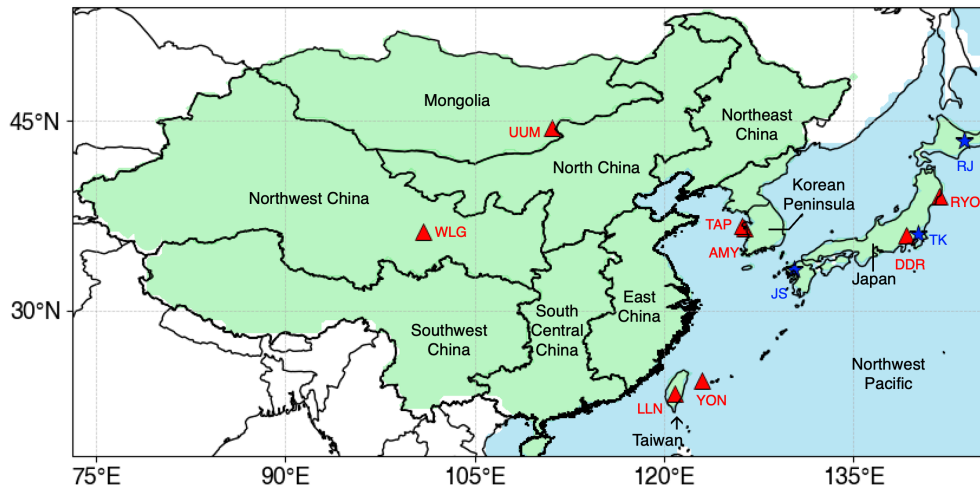 45°N
30°N
75°E
90°E
105°E
120°E
135°E
Mongolia
UUM
Northeast
China
North China
Northwest China
WLG
Korean
Peninsula
TAP
AMY
RJ
RYO
TK
DDR
Japan
JS
East
China
South
Central
China
Southwest
China
Northwest
Pacific
LLN
YON
Taiwan